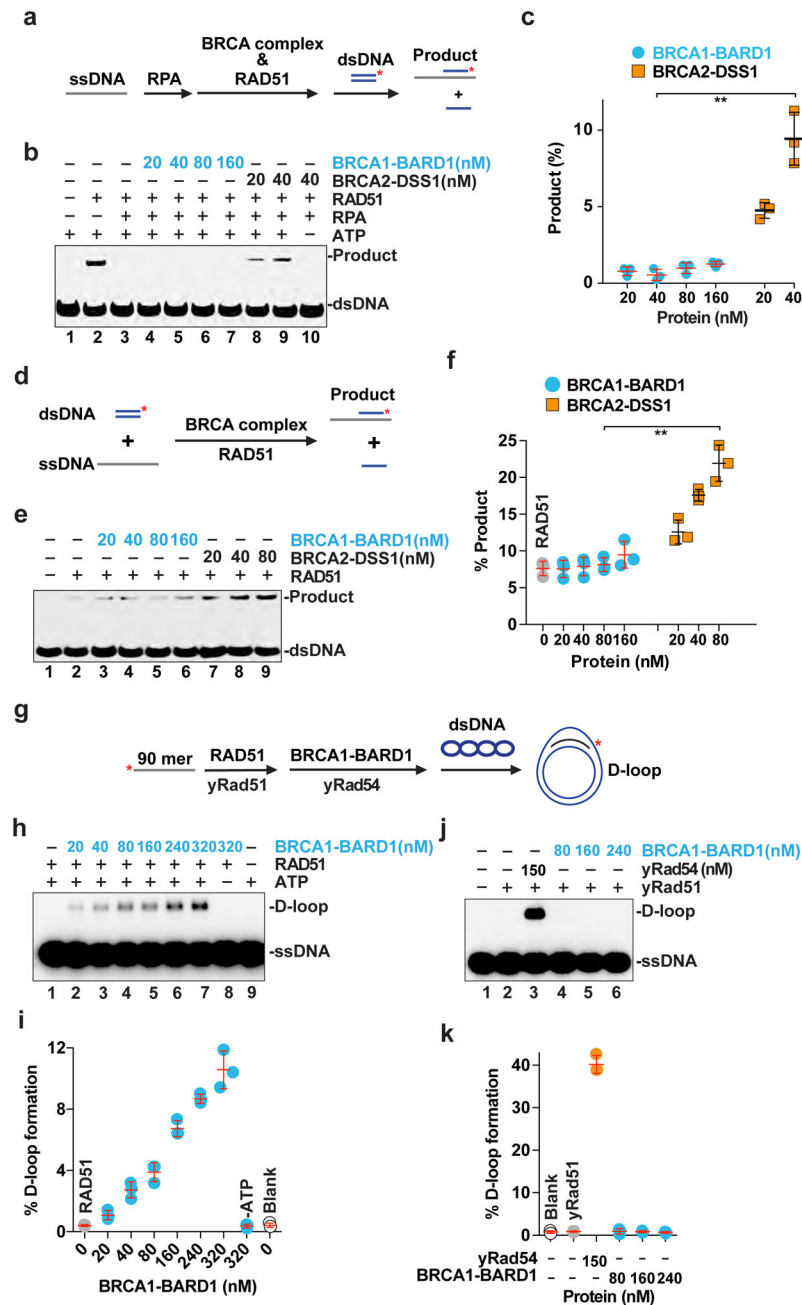 a
BRCA complex
&
ssDNA RPA RAD51 dsDNA Product
*
*
+
b
– – – 20 40 80 160 – – – BRCA1-BARD1(nM)
– – – – – – – 20 40 40 BRCA2-DSS1(nM)
– + + + + + + + + + RAD51
– – + + + + + + + + RPA
– + + + + + + + + – ATP
-Product
-dsDNA
1 2 3 4 5 6 7 8 9 10
c
BRCA1-BARD1
BRCA2-DSS1
**
10
5
0
Product (%)
20 40 80 160 20 40
Protein (nM)
d
dsDNA * Product
*
+ BRCA complex +
ssDNA RAD51
e
– – 20 40 80 160 – – – BRCA1-BARD1(nM)
– – – – – – 20 40 80 BRCA2-DSS1(nM)
– + + + + + + + + RAD51
-Product
-dsDNA
1 2 3 4 5 6 7 8 9
f
BRCA1-BARD1
BRCA2-DSS1
**
25
20
15
10
5
0
% Product
RAD51
0 20 40 80 160 20 40 80
Protein (nM)
g
dsDNA
* 90 mer RAD51 BRCA1-BARD1 *
yRad51 yRad54 D-loop
h
– 20 40 80 160 240 320 320 – BRCA1-BARD1(nM)
+ + + + + + + – – RAD51
+ + + + + + + – + ATP
-D-loop
-ssDNA
1 2 3 4 5 6 7 8 9
i
12
8
4
0
% D-loop formation
RAD51
-ATP
Blank
0 20 40 80 160 240 320 320 0
BRCA1-BARD1 (nM)
j
– – – 80 160 240 BRCA1-BARD1(nM)
– – 150 – – – yRad54 (nM)
– + + + + + yRad51
-D-loop
-ssDNA
1 2 3 4 5 6
k
40
30
20
10
0
% D-loop formation
Blank
yRad51
yRad54 – – 150 – – –
BRCA1-BARD1 – – – 80 160 240
Protein (nM)